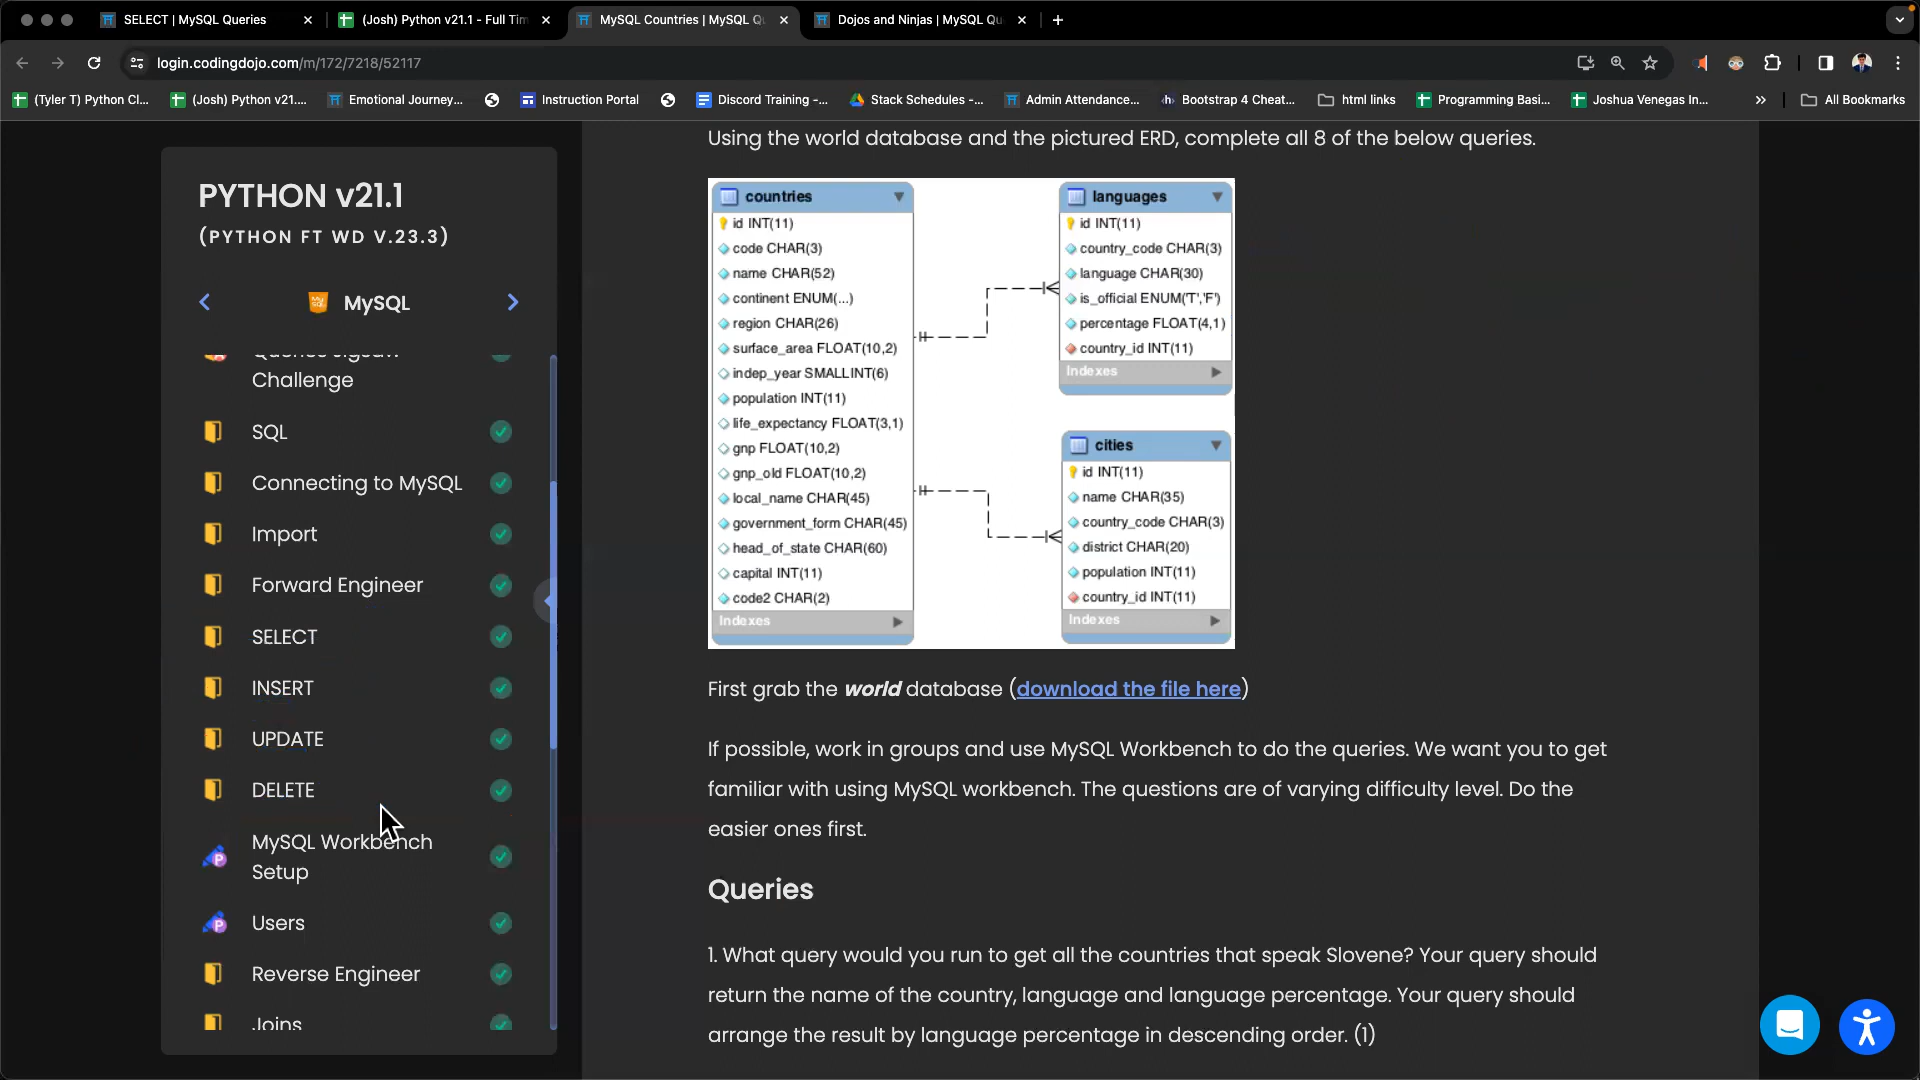 SELECT | MySQL Queries
(Josh) Python v21.1 - Full Tim
MySQL Countries | MySQL Q
Dojos and Ninjas | MySQL Qu
login.codingdojo.com/m/172/7218/52117
(Tyler T) Python Cl...
(Josh) Python v21....
Emotional Journey...
Instruction Portal
Discord Training -...
Stack Schedules -...
Admin Attendance...
Bootstrap 4 Cheat...
html links
Programming Basi...
Joshua Venegas In...
»
All Bookmarks
PYTHON v21.1
(PYTHON FT WD V.23.3)
MySQL
Queries Jigsaw
Challenge
SQL
Connecting to MySQL
Import
Forward Engineer
SELECT
INSERT
UPDATE
DELETE
MySQL Workbench
Setup
Users
Reverse Engineer
Joins
Using the world database and the pictured ERD, complete all 8 of the below queries.
countries
id INT(11)
code CHAR(3)
name CHAR(52)
continent ENUM(...)
region CHAR(26)
surface_area FLOAT(10,2)
indep_year SMALLINT(6)
population INT(11)
life_expectancy FLOAT(3,1)
gnp FLOAT(10,2)
gnp_old FLOAT(10,2)
local_name CHAR(45)
government_form CHAR(45)
head_of_state CHAR(60)
capital INT(11)
code2 CHAR(2)
Indexes
languages
id INT(11)
country_code CHAR(3)
language CHAR(30)
is_official ENUM('T','F')
percentage FLOAT(4,1)
country_id INT(11)
Indexes
cities
id INT(11)
name CHAR(35)
country_code CHAR(3)
district CHAR(20)
population INT(11)
country_id INT(11)
Indexes
First grab the world database (download the file here)
If possible, work in groups and use MySQL Workbench to do the queries. We want you to get
familiar with using MySQL workbench. The questions are of varying difficulty level. Do the
easier ones first.
Queries
1. What query would you run to get all the countries that speak Slovene? Your query should
return the name of the country, language and language percentage. Your query should
arrange the result by language percentage in descending order. (1)